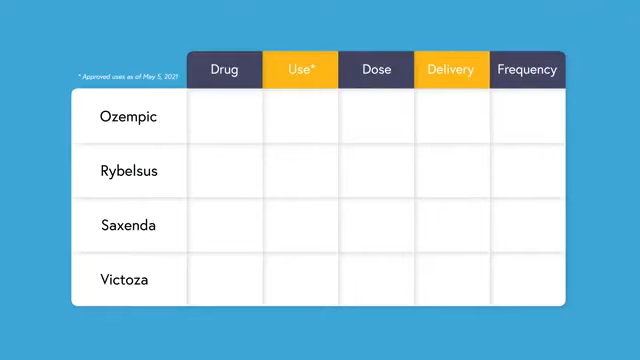 * Approved uses as of May 5, 2021
Drug Use* Dose Delivery Frequency
Ozempic
Rybelsus
Saxenda
Victoza